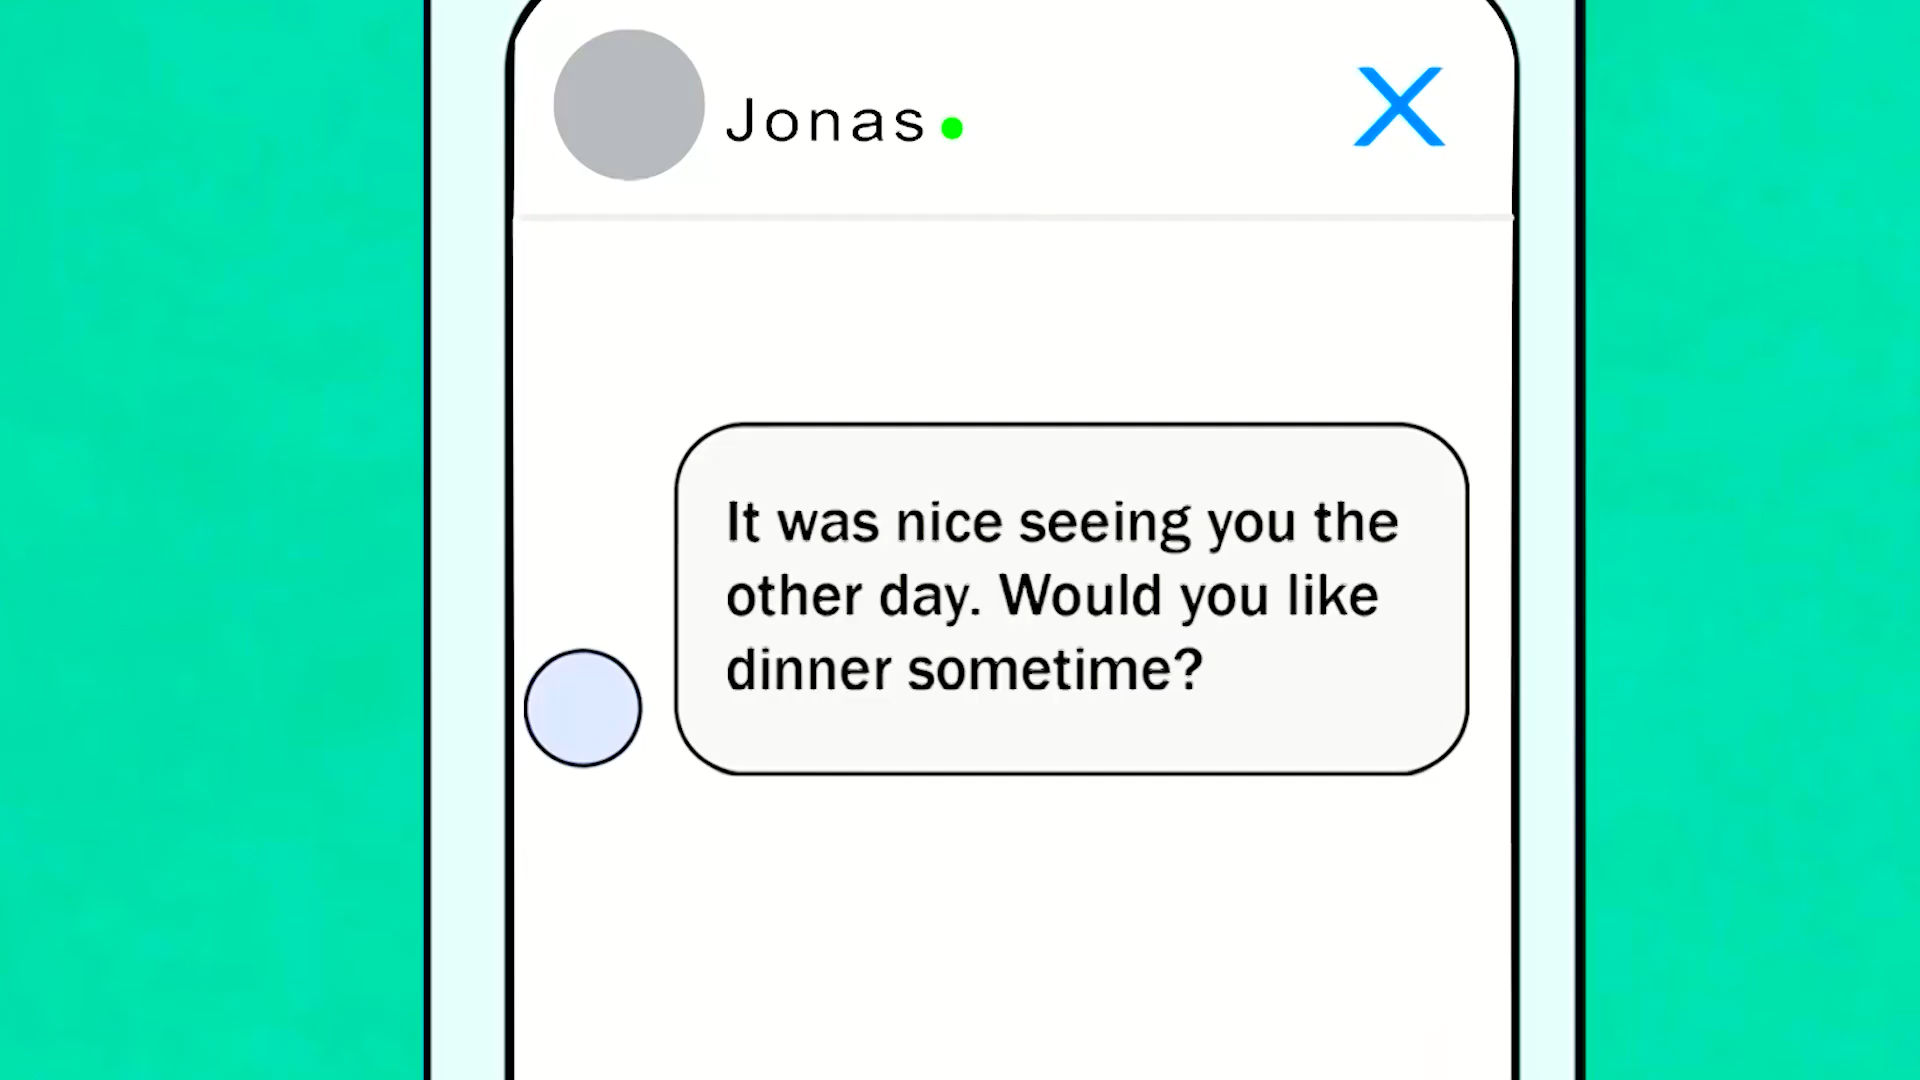 Jonas
It was nice seeing you the
other day. Would you like
dinner sometime?